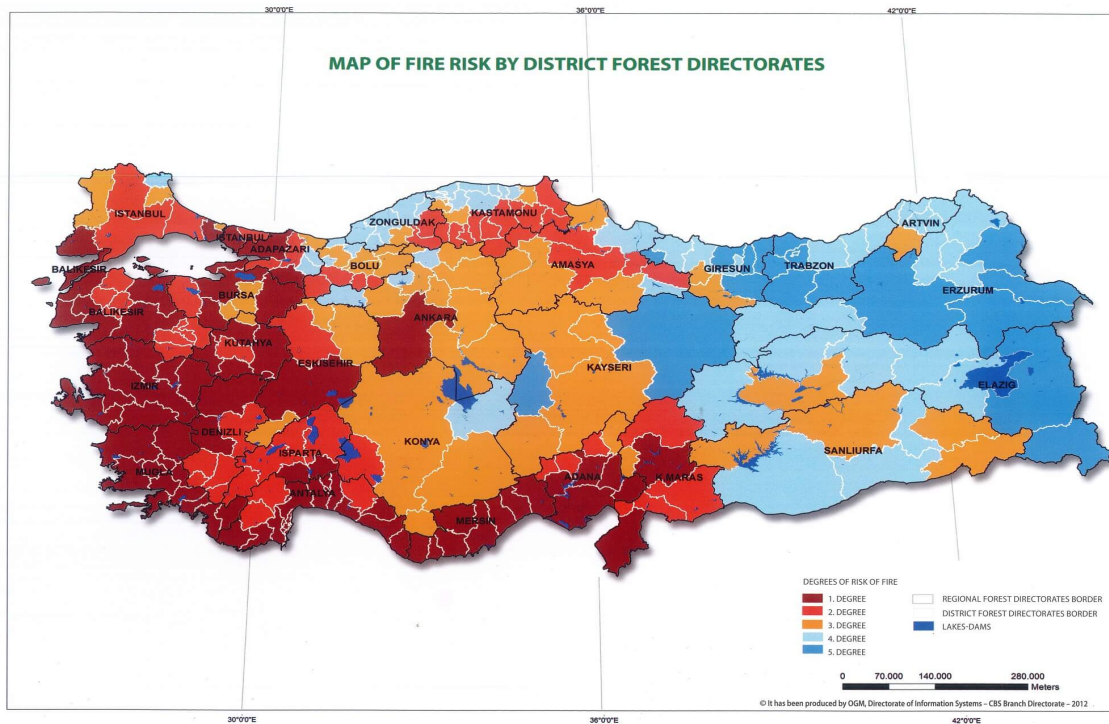 30°0'0"E
36°0'0"E
42°0'0"E
MAP OF FIRE RISK BY DISTRICT FOREST DIRECTORATES
ISTANBUL
ISTANBUL
ADAPAZARI
ZONGULDAK
KASTAMONU
BOLU
AMASYA
GIRESUN
TRABZON
ARTVIN
ERZURUM
BALIKESIR
BALIKESIR
BURSA
ANKARA
KUTAHYA
ESKISEHIR
KAYSERI
ELAZIG
IZMIR
DENIZLI
ISPARTA
KONYA
SANLIURFA
MUGLA
ANTALYA
MERSIN
ADANA
K.MARAS
DEGREES OF RISK OF FIRE
1. DEGREE
2. DEGREE
3. DEGREE
4. DEGREE
5. DEGREE
REGIONAL FOREST DIRECTORATES BORDER
DISTRICT FOREST DIRECTORATES BORDER
LAKES-DAMS
0 70.000 140.000 280.000
Meters
© It has been produced by OGM, Directorate of Information Systems – CBS Branch Directorate – 2012
30°0'0"E
36°0'0"E
42°0'0"E